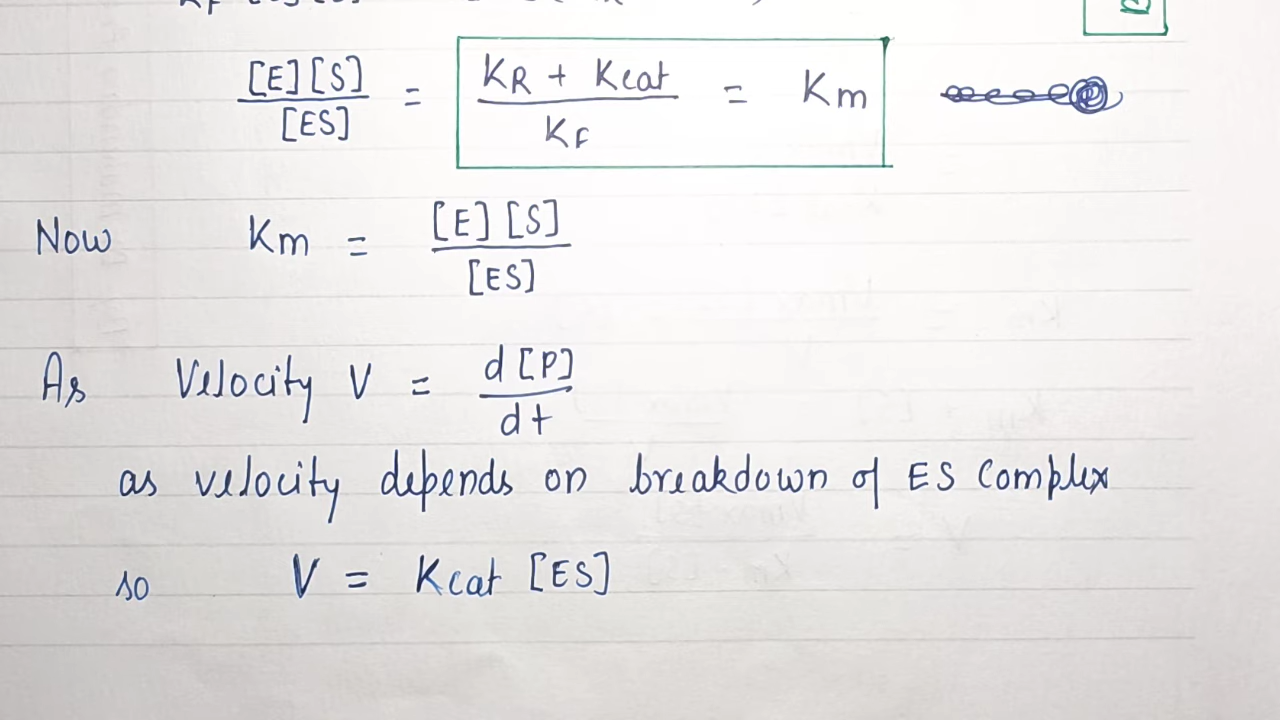 [E][S] / [ES] = KR + Kcat / KF = Km
Now Km = [E][S] / [ES]
As Velocity V = d[P] / dt
as velocity depends on breakdown of ES Complex
so V = Kcat [ES]